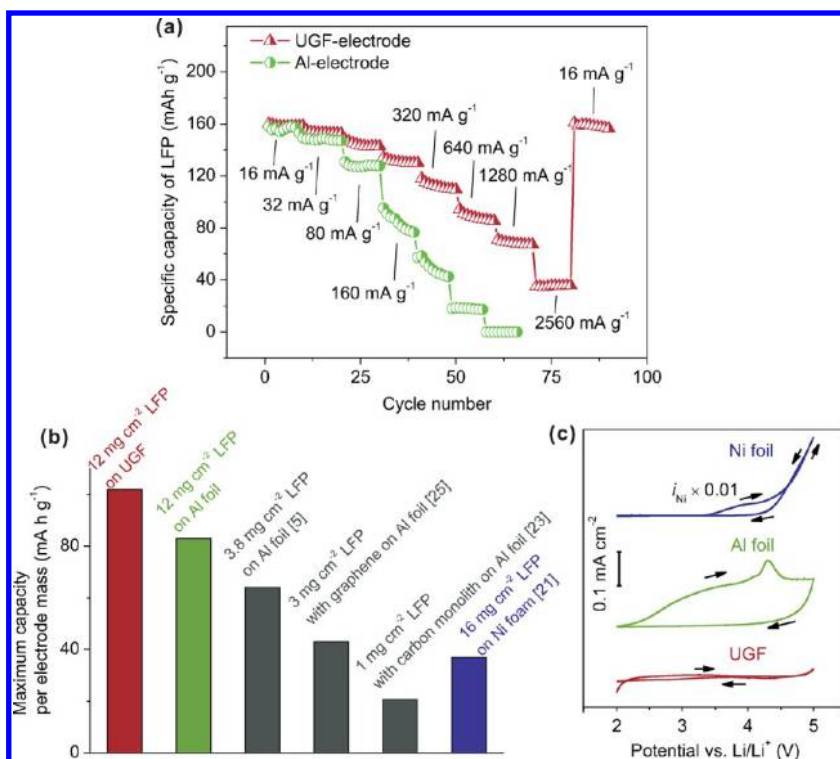 (a)
UGF-electrode
Al-electrode
Specific capacity of LFP (mAh g⁻¹)
200
160
120
80
40
0
16 mA g⁻¹
32 mA g⁻¹
80 mA g⁻¹
160 mA g⁻¹
320 mA g⁻¹
640 mA g⁻¹
1280 mA g⁻¹
2560 mA g⁻¹
16 mA g⁻¹
0
25
50
75
100
Cycle number
(b)
Maximum capacity
per electrode mass (mA h g⁻¹)
80
40
0
12 mg cm⁻² LFP
on UGF
12 mg cm⁻² LFP
on Al foil
3.8 mg cm⁻² LFP
on Al foil [5]
3 mg cm⁻² LFP
with graphene on Al foil [25]
1 mg cm⁻² LFP
with carbon monolith on Al foil [23]
16 mg cm⁻² LFP
on Ni foam [21]
(c)
Ni foil
iNi × 0.01
0.1 mA cm⁻²
Al foil
UGF
2
3
4
5
Potential vs. Li/Li⁺ (V)